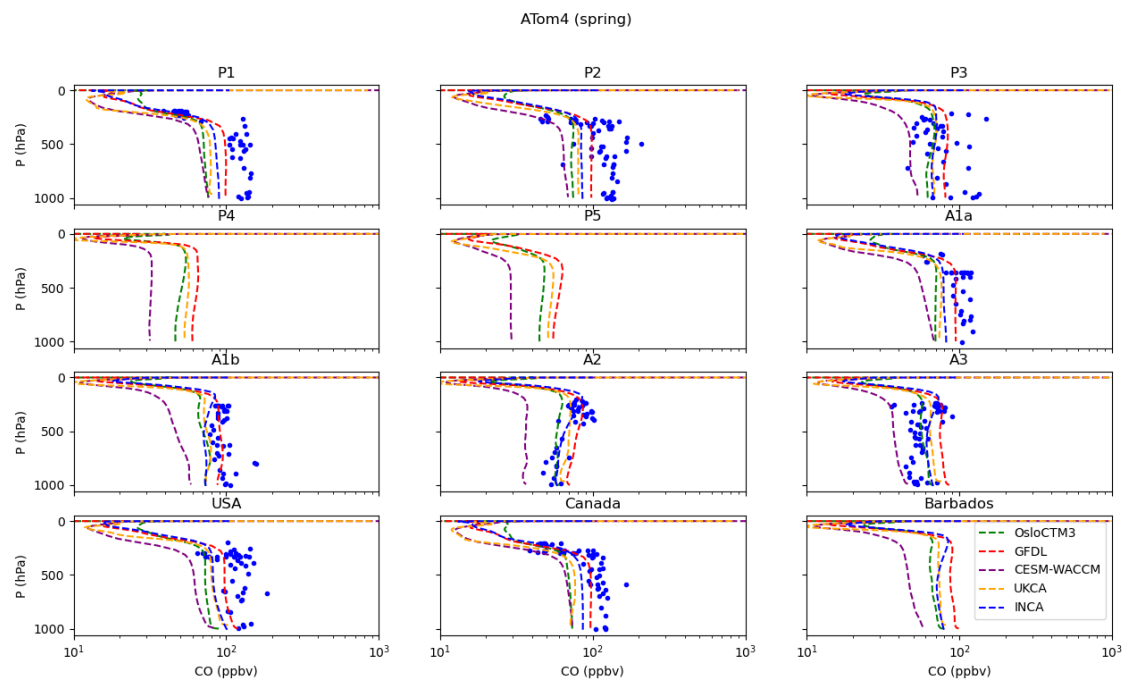 ATom4 (spring)
P1 P2 P3
P (hPa)
0
500
1000
P4 P5 A1a
P (hPa)
0
500
1000
A1b A2 A3
P (hPa)
0
500
1000
USA Canada Barbados
P (hPa)
0
500
1000
OsloCTM3
GFDL
CESM-WACCM
UKCA
INCA
10¹ 10² 10³ 10¹ 10² 10³ 10¹ 10² 10³
CO (ppbv) CO (ppbv) CO (ppbv)